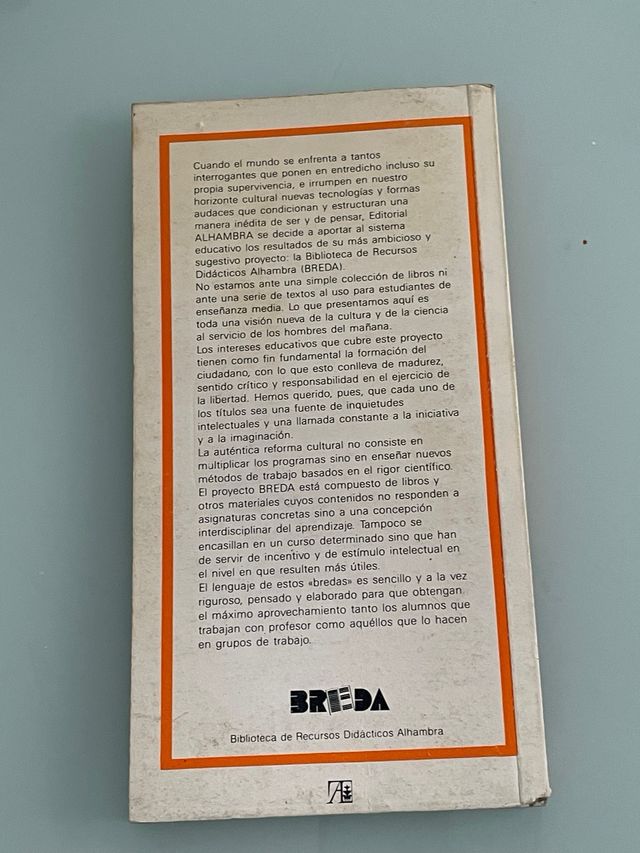 Cuando el mundo se enfrenta a tantos
interrogantes que ponen en entredicho incluso su
propia supervivencia, e irrumpen en nuestro
horizonte cultural nuevas tecnologías y formas
audaces que condicionan y estructuran una
manera inédita de ser y de pensar, Editorial
ALHAMBRA se decide a aportar al sistema
educativo los resultados de su más ambicioso y
sugestivo proyecto: la Biblioteca de Recursos
Didácticos Alhambra (BREDA).
No estamos ante una simple colección de libros ni
ante una serie de textos al uso para estudiantes de
enseñanza media. Lo que presentamos aquí es
toda una visión nueva de la cultura y de la ciencia
al servicio de los hombres del mañana.
Los intereses educativos que cubre este proyecto
tienen como fin fundamental la formación del
ciudadano, con lo que esto conlleva de madurez,
sentido crítico y responsabilidad en el ejercicio de
la libertad. Hemos querido, pues, que cada uno de
los títulos sea una fuente de inquietudes
intelectuales y una llamada constante a la iniciativa
y a la imaginación.
La auténtica reforma cultural no consiste en
multiplicar los programas sino en enseñar nuevos
métodos de trabajo basados en el rigor científico.
El proyecto BREDA está compuesto de libros y
otros materiales cuyos contenidos no responden a
asignaturas concretas sino a una concepción
interdisciplinar del aprendizaje. Tampoco se
encasillan en un curso determinado sino que han
de servir de incentivo y de estímulo intelectual en
el nivel en que resulten más útiles.
El lenguaje de estos «bredas» es sencillo y a la vez
riguroso, pensado y elaborado para que obtengan
el máximo aprovechamiento tanto los alumnos que
trabajan con profesor como aquéllos que lo hacen
en grupos de trabajo.
BREDA
Biblioteca de Recursos Didácticos Alhambra
AE